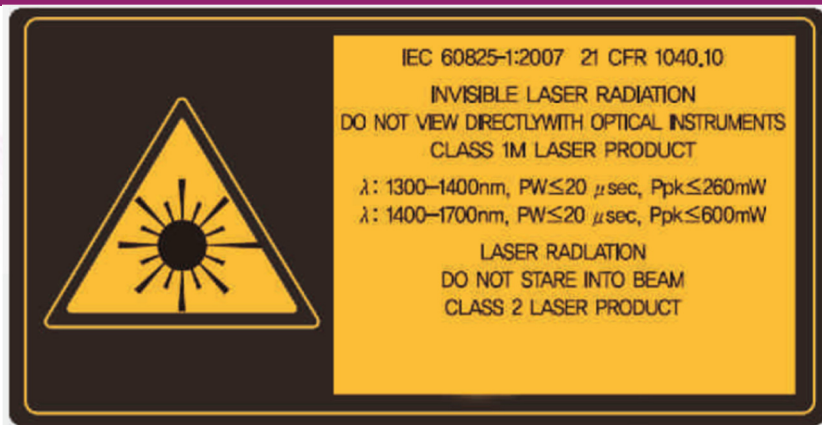 IEC 60825-1:2007 21 CFR 1040.10
INVISIBLE LASER RADIATION
DO NOT VIEW DIRECTLYWITH OPTICAL INSTRUMENTS
CLASS 1M LASER PRODUCT
λ: 1300-1400nm, PW≤20 μsec, Ppk≤260mW
λ: 1400-1700nm, PW≤20 μsec, Ppk≤600mW
LASER RADLATION
DO NOT STARE INTO BEAM
CLASS 2 LASER PRODUCT